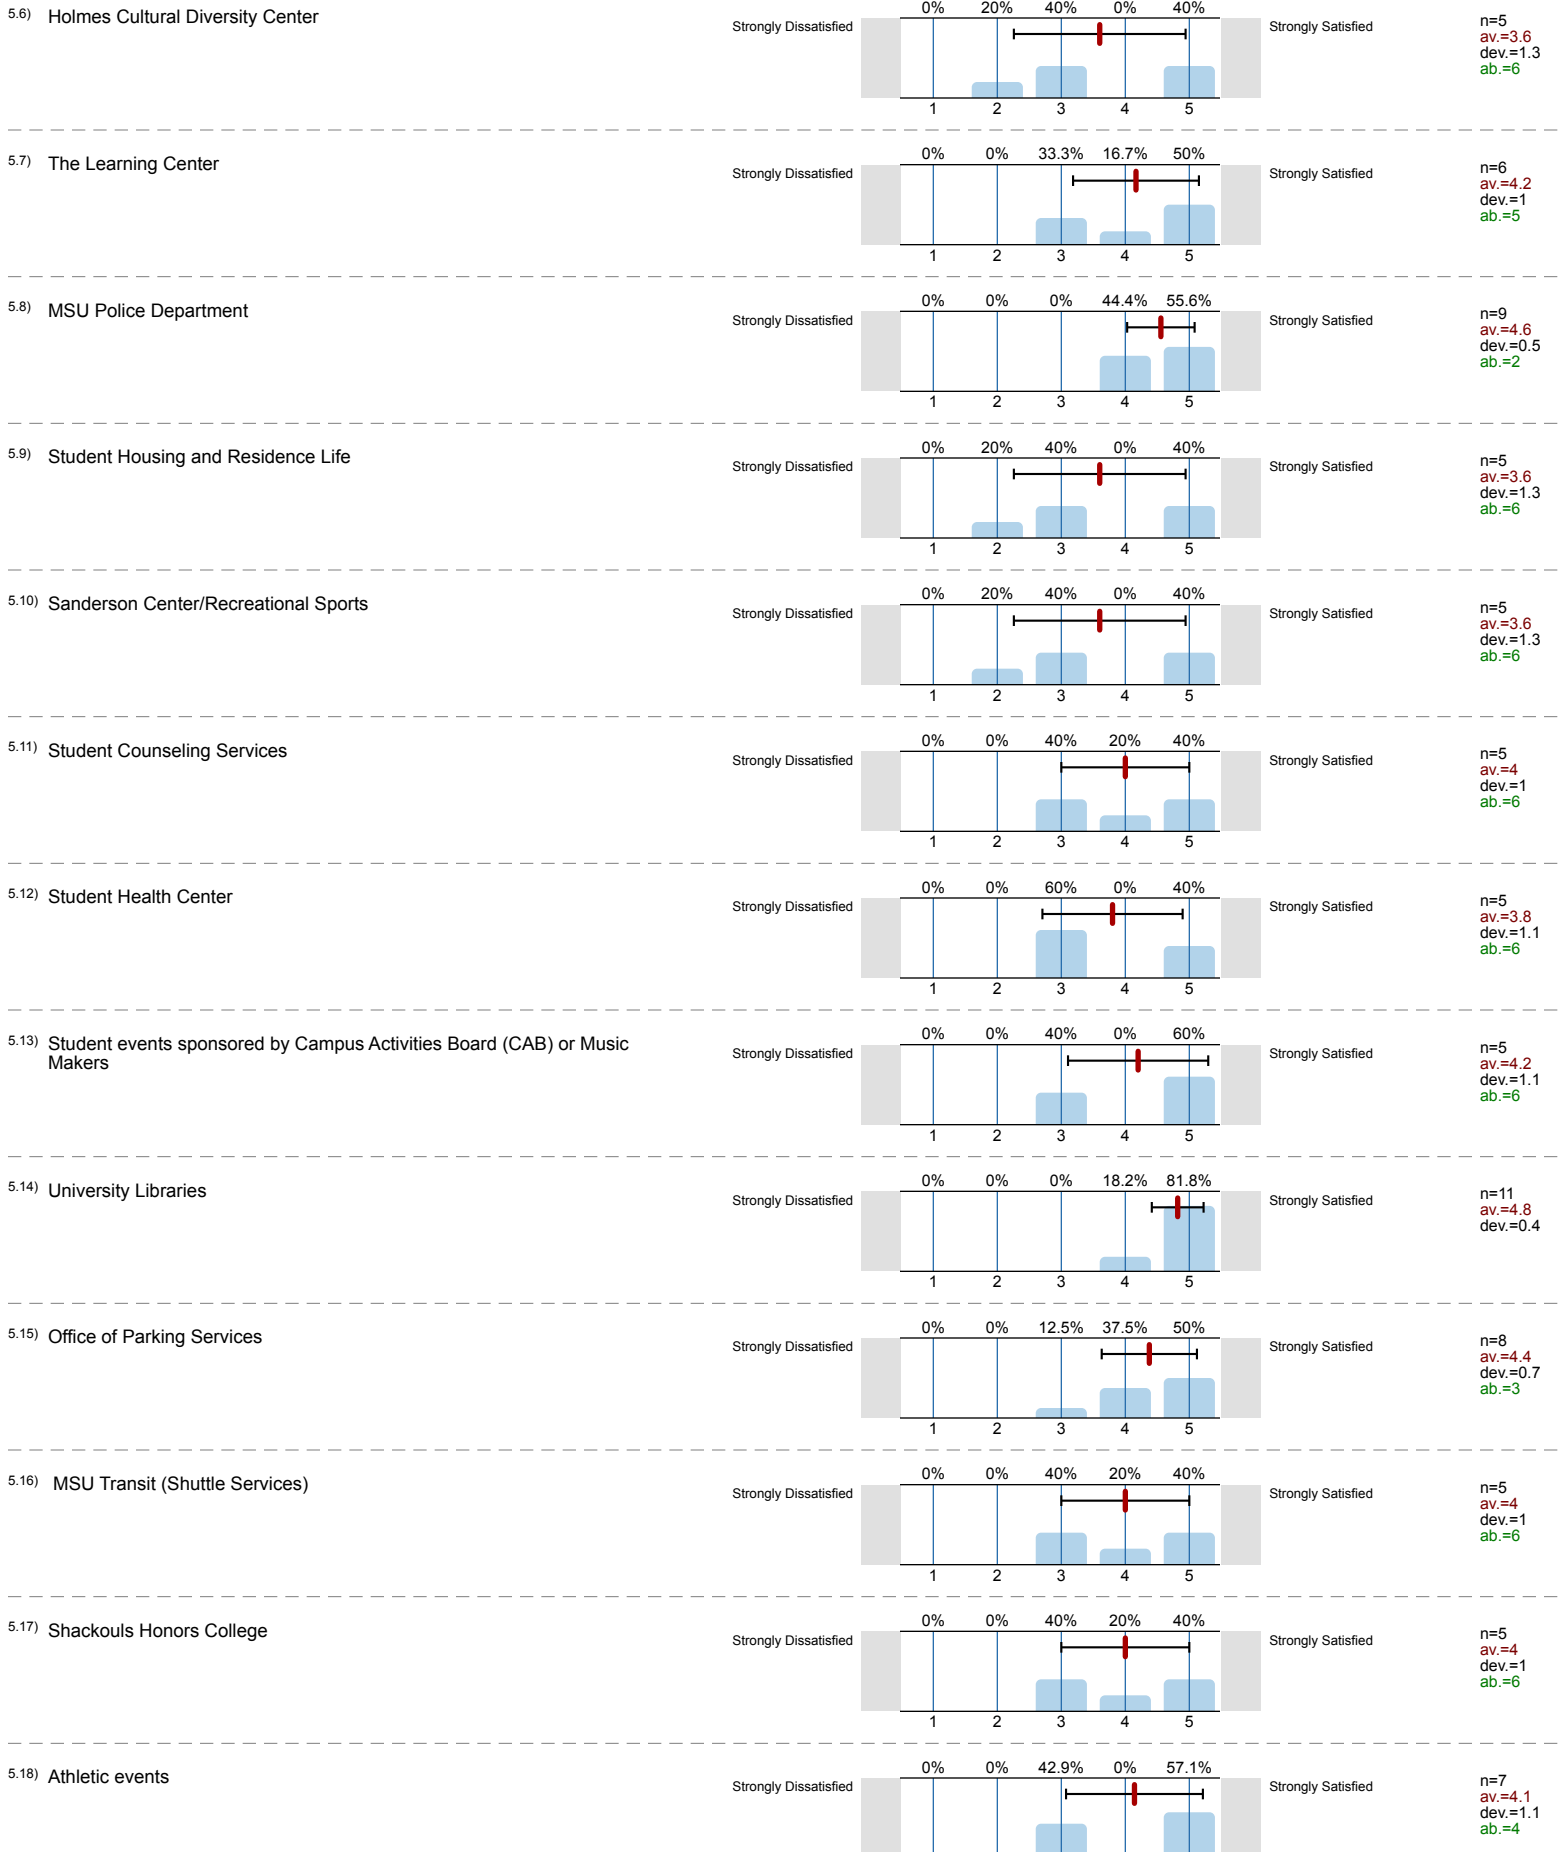 5.6) Holmes Cultural Diversity Center
Strongly Dissatisfied
0% 20% 40% 0% 40%
1 2 3 4 5
Strongly Satisfied
n=5
av.=3.6
dev.=1.3
ab.=6
5.7) The Learning Center
Strongly Dissatisfied
0% 0% 33.3% 16.7% 50%
1 2 3 4 5
Strongly Satisfied
n=6
av.=4.2
dev.=1
ab.=5
5.8) MSU Police Department
Strongly Dissatisfied
0% 0% 0% 44.4% 55.6%
1 2 3 4 5
Strongly Satisfied
n=9
av.=4.6
dev.=0.5
ab.=2
5.9) Student Housing and Residence Life
Strongly Dissatisfied
0% 20% 40% 0% 40%
1 2 3 4 5
Strongly Satisfied
n=5
av.=3.6
dev.=1.3
ab.=6
5.10) Sanderson Center/Recreational Sports
Strongly Dissatisfied
0% 20% 40% 0% 40%
1 2 3 4 5
Strongly Satisfied
n=5
av.=3.6
dev.=1.3
ab.=6
5.11) Student Counseling Services
Strongly Dissatisfied
0% 0% 40% 20% 40%
1 2 3 4 5
Strongly Satisfied
n=5
av.=4
dev.=1
ab.=6
5.12) Student Health Center
Strongly Dissatisfied
0% 0% 60% 0% 40%
1 2 3 4 5
Strongly Satisfied
n=5
av.=3.8
dev.=1.1
ab.=6
5.13) Student events sponsored by Campus Activities Board (CAB) or Music
Makers
Strongly Dissatisfied
0% 0% 40% 0% 60%
1 2 3 4 5
Strongly Satisfied
n=5
av.=4.2
dev.=1.1
ab.=6
5.14) University Libraries
Strongly Dissatisfied
0% 0% 0% 18.2% 81.8%
1 2 3 4 5
Strongly Satisfied
n=11
av.=4.8
dev.=0.4
5.15) Office of Parking Services
Strongly Dissatisfied
0% 0% 12.5% 37.5% 50%
1 2 3 4 5
Strongly Satisfied
n=8
av.=4.4
dev.=0.7
ab.=3
5.16) MSU Transit (Shuttle Services)
Strongly Dissatisfied
0% 0% 40% 20% 40%
1 2 3 4 5
Strongly Satisfied
n=5
av.=4
dev.=1
ab.=6
5.17) Shackouls Honors College
Strongly Dissatisfied
0% 0% 40% 20% 40%
1 2 3 4 5
Strongly Satisfied
n=5
av.=4
dev.=1
ab.=6
5.18) Athletic events
Strongly Dissatisfied
0% 0% 42.9% 0% 57.1%
Strongly Satisfied
n=7
av.=4.1
dev.=1.1
ab.=4